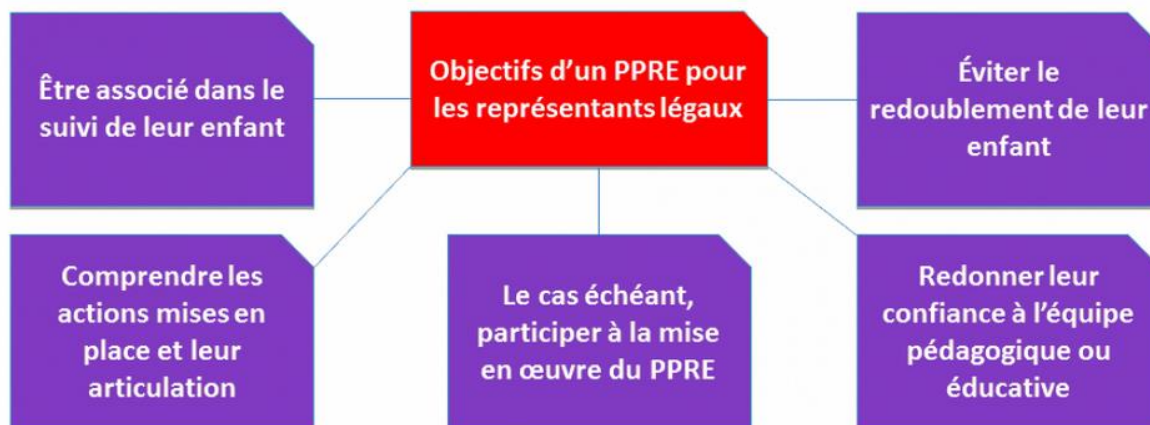 Être associé dans le
suivi de leur enfant
Objectifs d’un PPRE pour
les représentants légaux
Éviter le
redoublement de leur
enfant
Comprendre les
actions mises en
place et leur
articulation
Le cas échéant,
participer à la mise
en œuvre du PPRE
Redonner leur
confiance à l’équipe
pédagogique ou
éducative